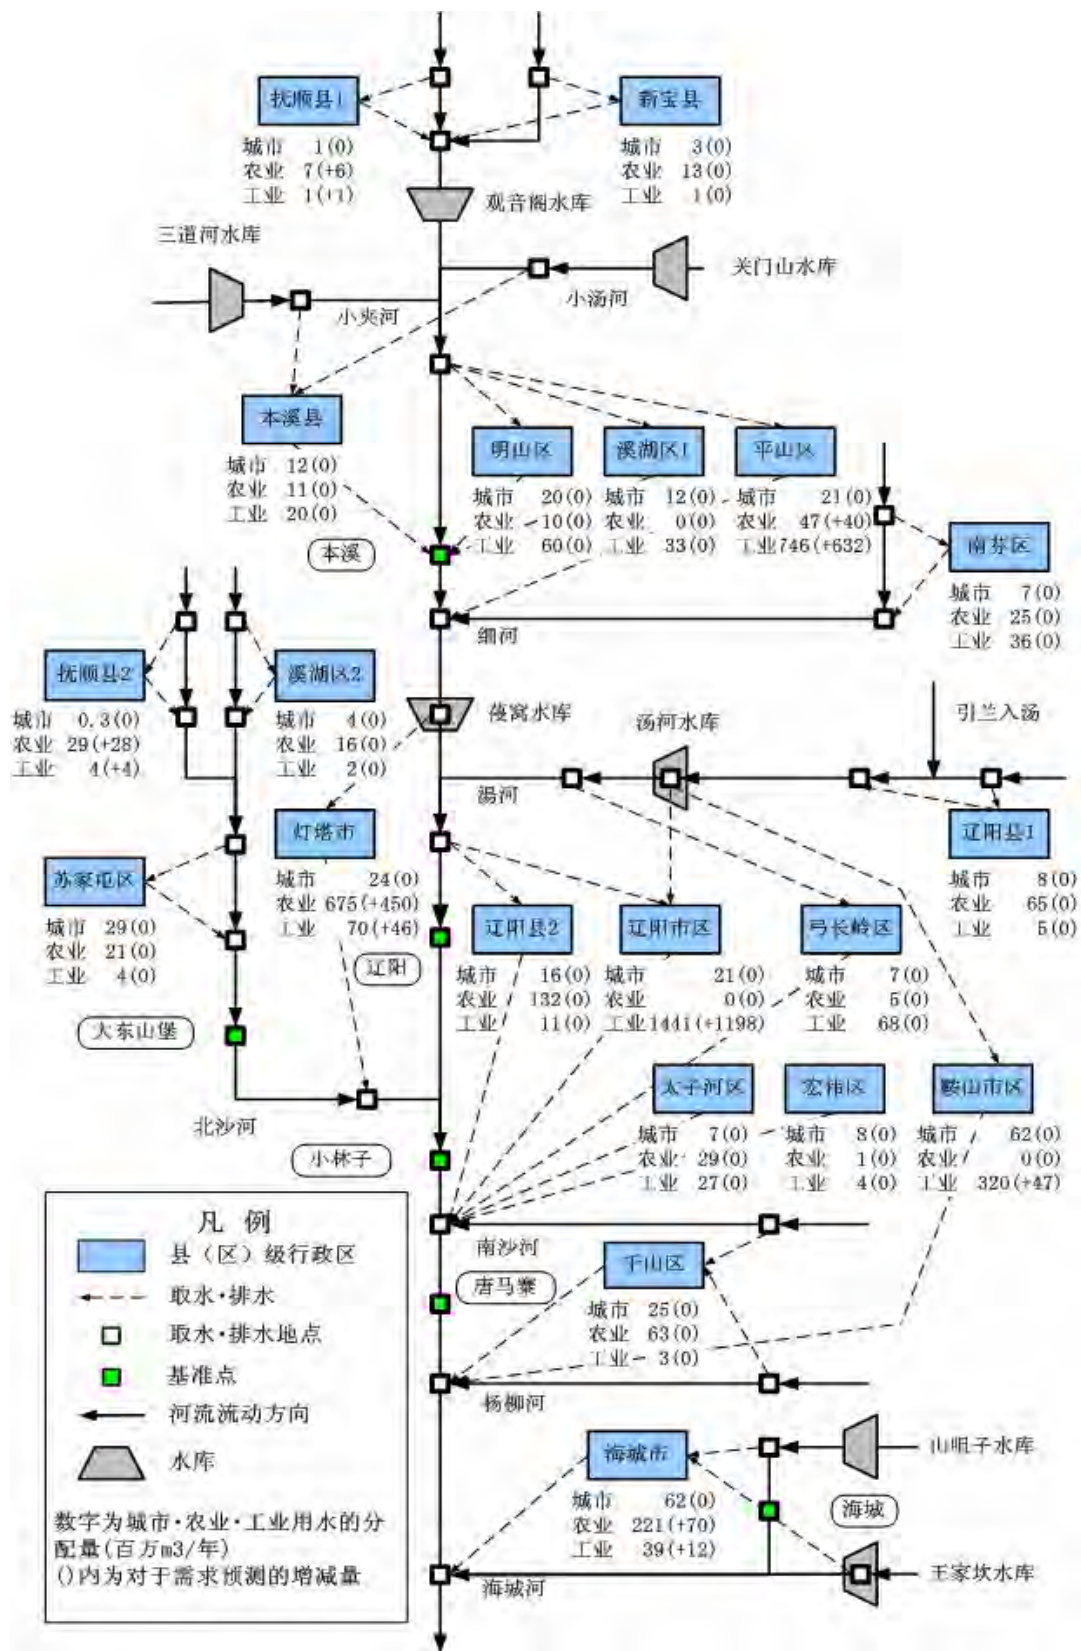 抚顺县1
城市 1(0)
农业 7(+6)
工业 1(+1)
新宝县
城市 3(0)
农业 13(0)
工业 1(0)
观音阁水库
三道河水库
关门山水库
小夹河
小汤河
本溪县
城市 12(0)
农业 11(0)
工业 20(0)
明山区
城市 20(0)
农业 10(0)
工业 60(0)
溪湖区1
城市 12(0)
农业 0(0)
工业 33(0)
平山区
城市 21(0)
农业 47(+40)
工业 746(+632)
本溪
南芬区
城市 7(0)
农业 25(0)
工业 36(0)
细河
抚顺县2
城市 0.3(0)
农业 29(+28)
工业 4(+4)
溪湖区2
城市 4(0)
农业 16(0)
工业 2(0)
葠窝水库
汤河水库
引兰入汤
湯河
灯塔市
城市 24(0)
农业 675(+450)
工业 70(+46)
辽阳县1
城市 8(0)
农业 65(0)
工业 5(0)
苏家屯区
城市 29(0)
农业 21(0)
工业 4(0)
辽阳县2
城市 16(0)
农业 132(0)
工业 11(0)
辽阳市区
城市 21(0)
农业 0(0)
工业 1441(+1198)
弓长岭区
城市 7(0)
农业 5(0)
工业 68(0)
辽阳
大东山堡
太子河区
城市 7(0)
农业 29(0)
工业 27(0)
宏伟区
城市 8(0)
农业 1(0)
工业 4(0)
鞍山市区
城市 62(0)
农业 0(0)
工业 320(+47)
北沙河
小林子
南沙河
唐马寨
千山区
城市 25(0)
农业 63(0)
工业 3(0)
杨柳河
山咀子水库
海城市
城市 62(0)
农业 221(+70)
工业 39(+12)
海城
王家坎水库
海城河
凡例
县（区）级行政区
取水·排水
取水·排水地点
基准点
河流流动方向
水库
数字为城市·农业·工业用水的分
配量(百万m3/年)
()内为对于需求预测的增减量